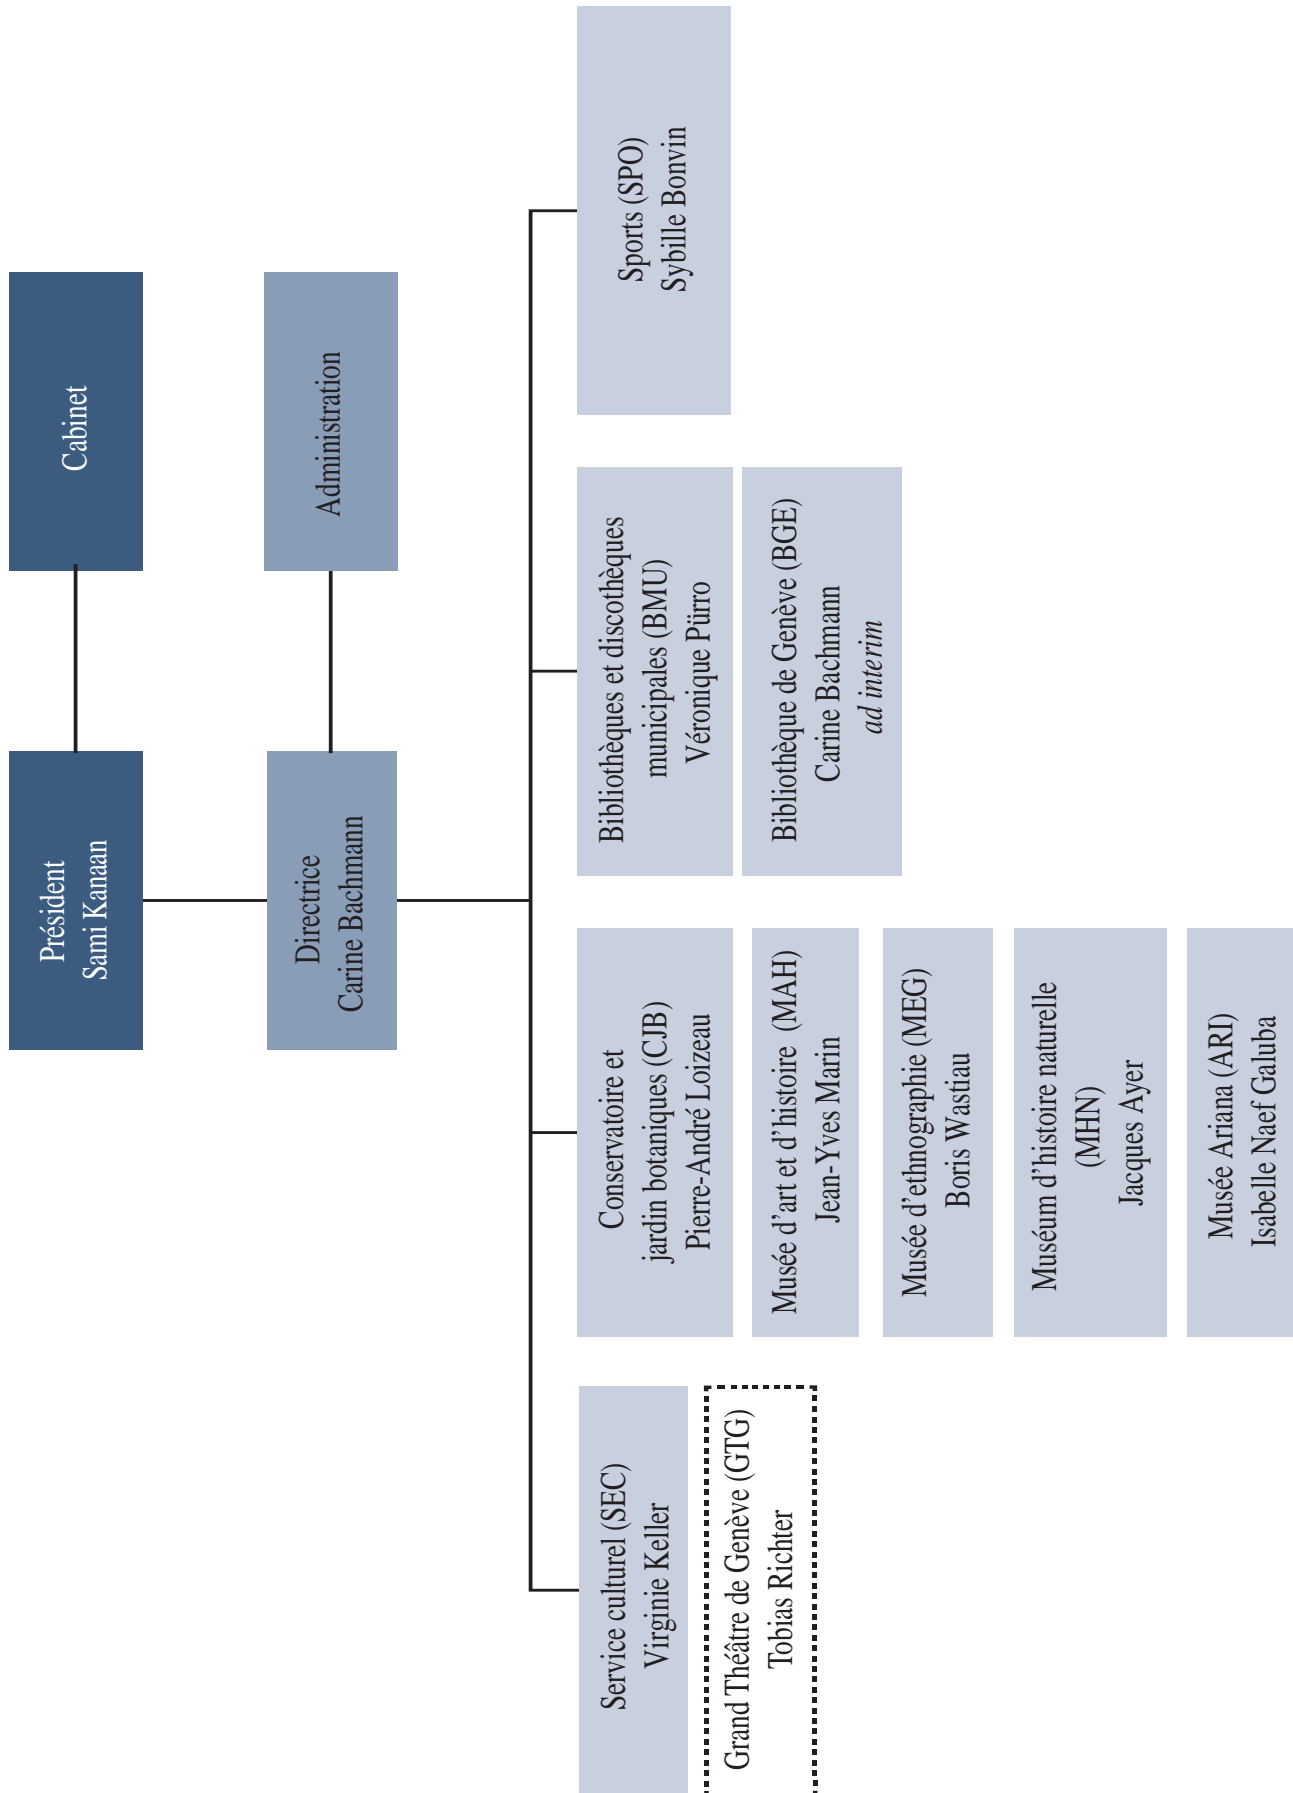 Président
Sami Kanaan
Cabinet
Directrice
Carine Bachmann
Administration
Service culturel (SEC)
Virginie Keller
Grand Théâtre de Genève (GTG)
Tobias Richter
Conservatoire et
jardin botaniques (CJB)
Pierre-André Loizeau
Musée d’art et d’histoire (MAH)
Jean-Yves Marin
Musée d’ethnographie (MEG)
Boris Wastiau
Muséum d’histoire naturelle
(MHN)
Jacques Ayer
Musée Ariana (ARI)
Isabelle Naef Galuba
Bibliothèques et discothèques
municipales (BMU)
Véronique Pürro
Bibliothèque de Genève (BGE)
Carine Bachmann
ad interim
Sports (SPO)
Sybille Bonvin